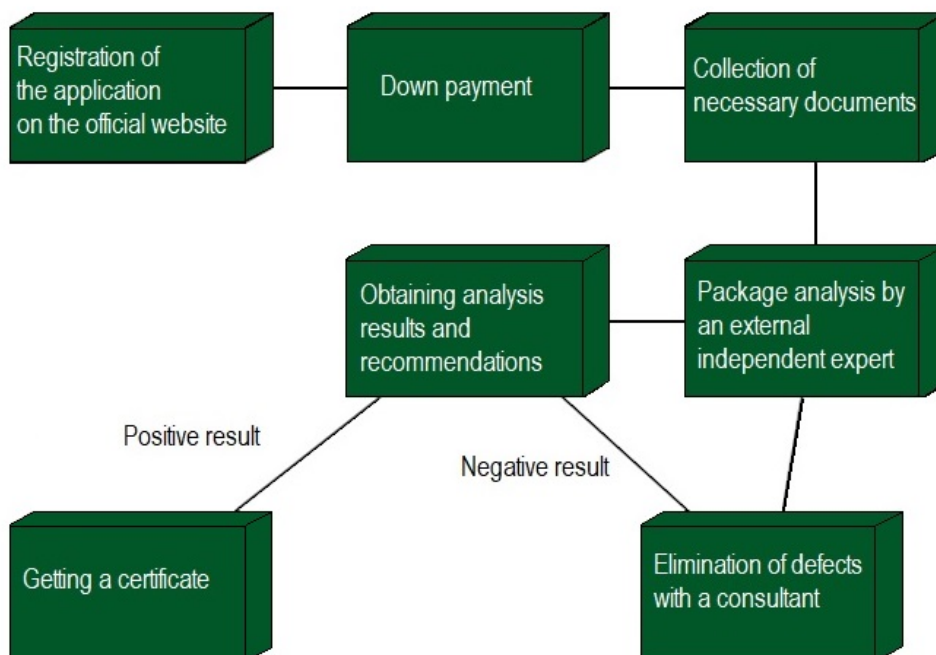 Registration of
the application
on the official website
Down payment
Collection of
necessary documents
Obtaining analysis
results and
recommendations
Package analysis by
an external
independent expert
Positive result
Negative result
Getting a certificate
Elimination of defects
with a consultant